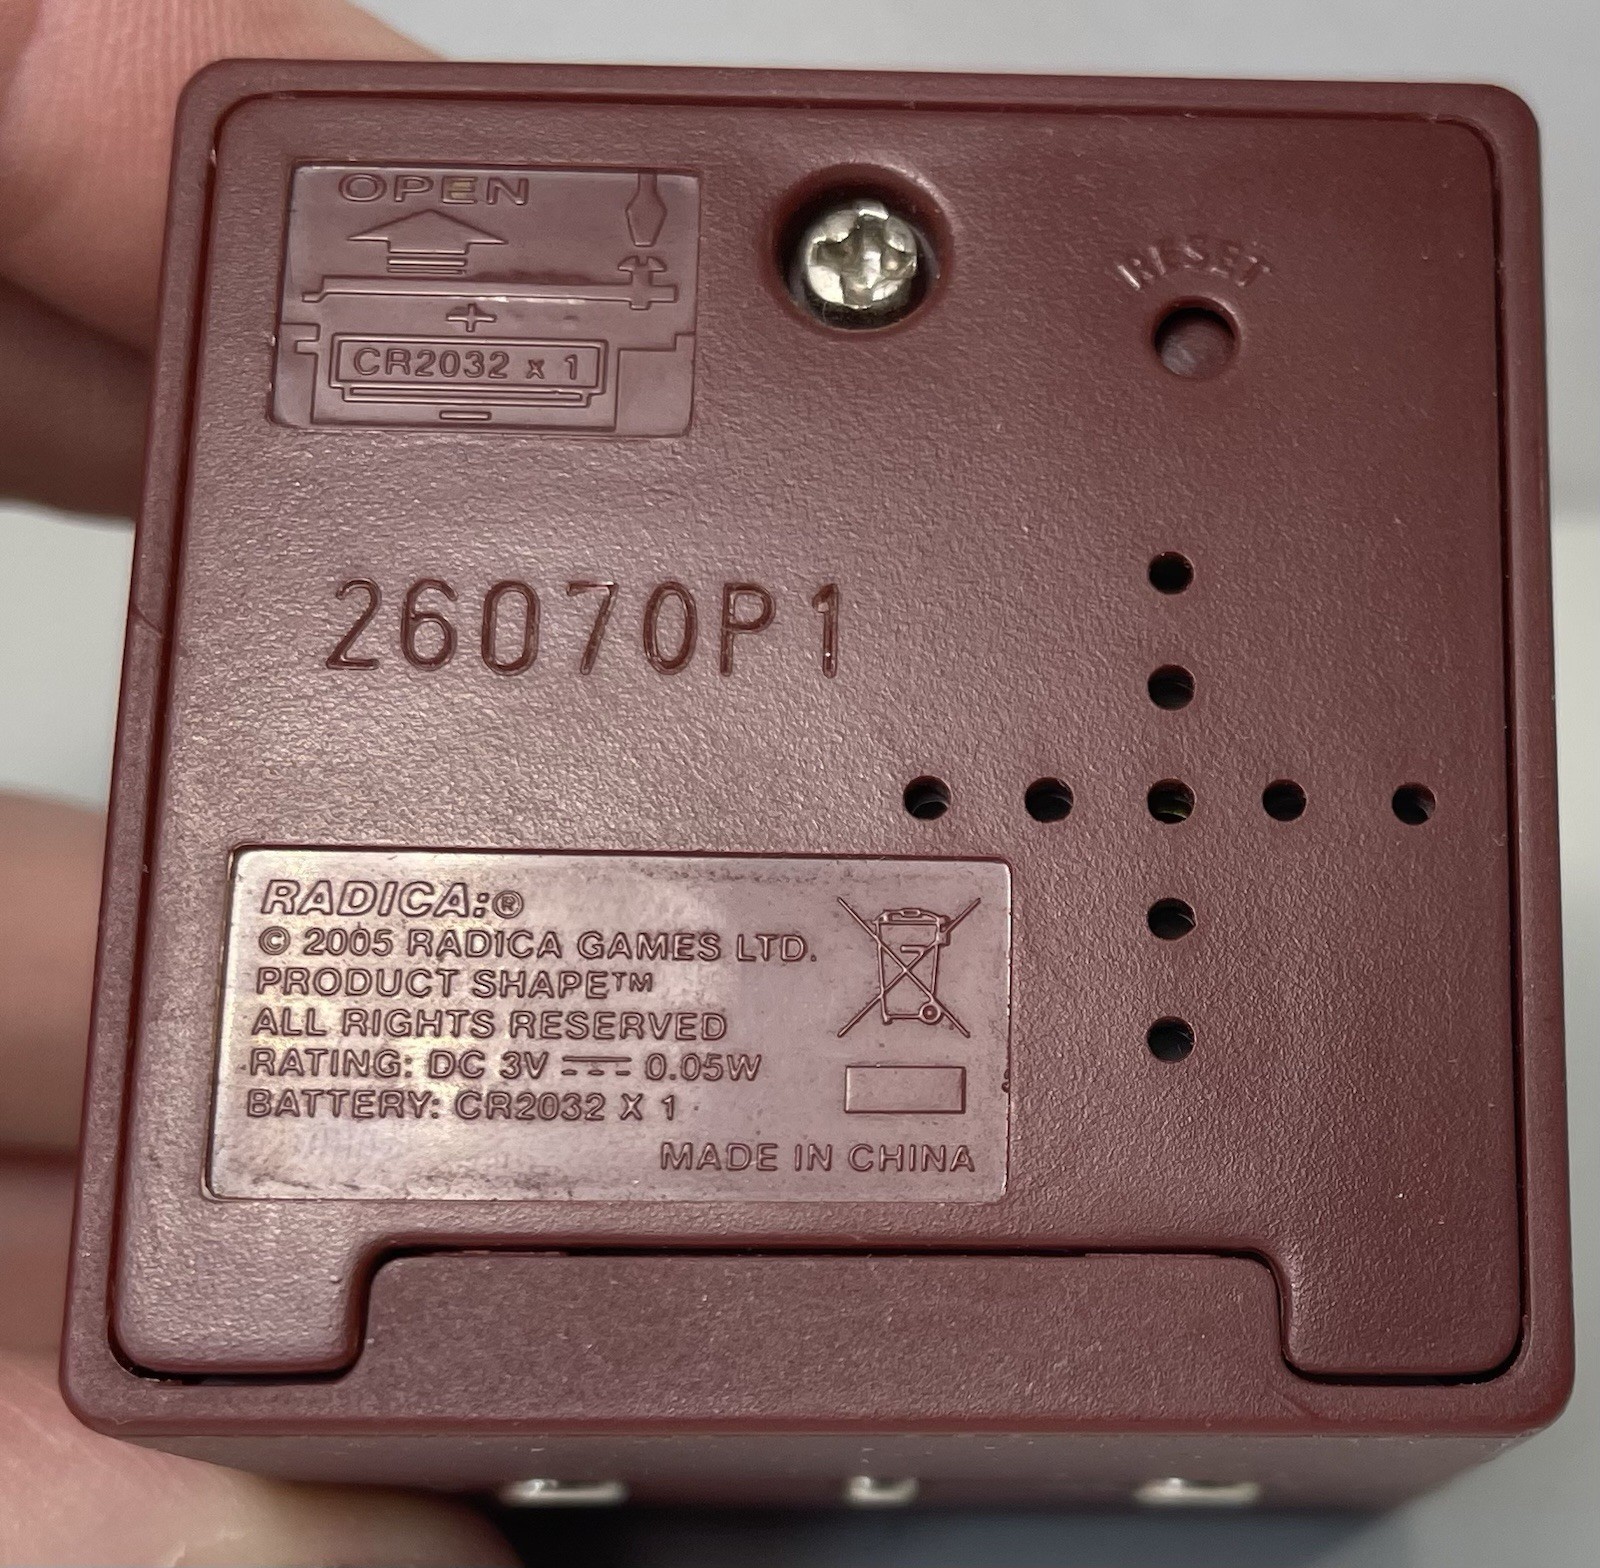 OPEN
+
CR2032 x 1
−
RESET
26070P1
RADICA:®
© 2005 RADICA GAMES LTD.
PRODUCT SHAPE™
ALL RIGHTS RESERVED
RATING: DC 3V ⎓ 0.05W
BATTERY: CR2032 X 1
MADE IN CHINA